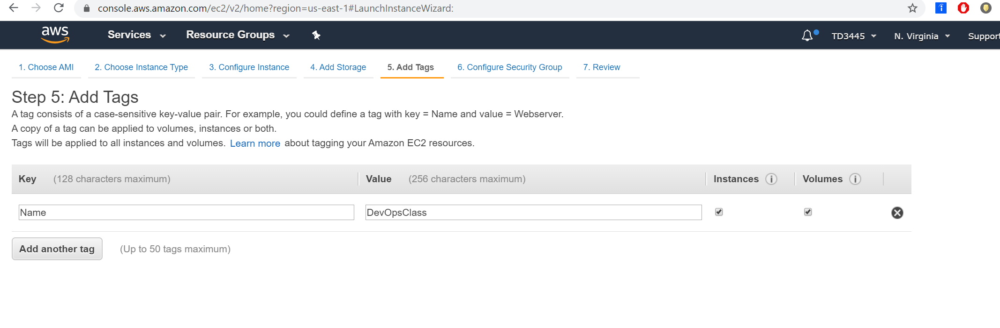 console.aws.amazon.com/ec2/v2/home?region=us-east-1#LaunchInstanceWizard:
aws Services Resource Groups TD3445 N. Virginia Support
1. Choose AMI 2. Choose Instance Type 3. Configure Instance 4. Add Storage 5. Add Tags 6. Configure Security Group 7. Review
Step 5: Add Tags
A tag consists of a case-sensitive key-value pair. For example, you could define a tag with key = Name and value = Webserver.
A copy of a tag can be applied to volumes, instances or both.
Tags will be applied to all instances and volumes. Learn more about tagging your Amazon EC2 resources.
Key (128 characters maximum) Value (256 characters maximum) Instances i Volumes i
Name DevOpsClass
Add another tag (Up to 50 tags maximum)